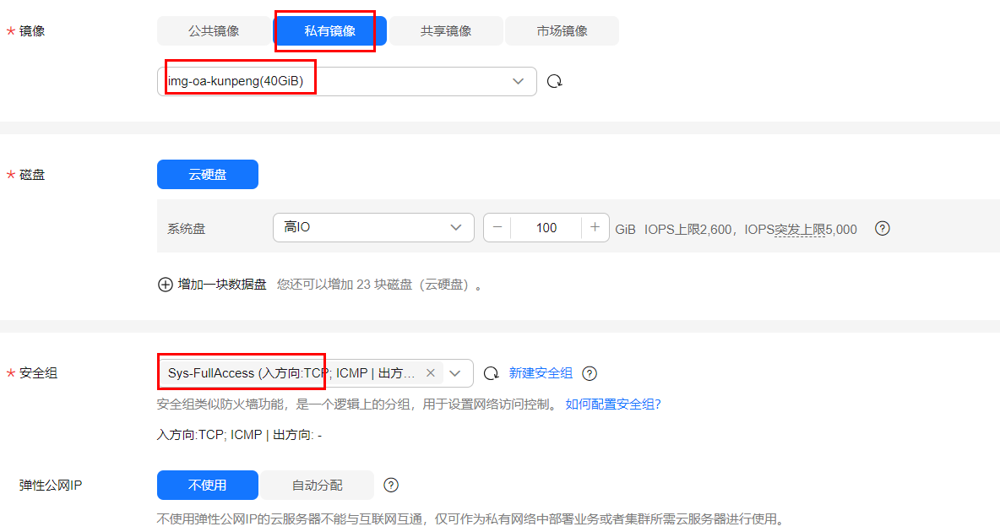 * 镜像 公共镜像 私有镜像 共享镜像 市场镜像
img-oa-kunpeng(40GiB)
* 磁盘 云硬盘
系统盘 高IO − 100 + GiB IOPS上限2,600，IOPS突发上限5,000 ?
增加一块数据盘 您还可以增加 23 块磁盘（云硬盘）。
* 安全组 Sys-FullAccess (入方向:TCP; ICMP | 出方... × 新建安全组 ?
安全组类似防火墙功能，是一个逻辑上的分组，用于设置网络访问控制。 如何配置安全组?
入方向:TCP; ICMP | 出方向: -
弹性公网IP 不使用 自动分配 ?
不使用弹性公网IP的云服务器不能与互联网互通，仅可作为私有网络中部署业务或者集群所需云服务器进行使用。